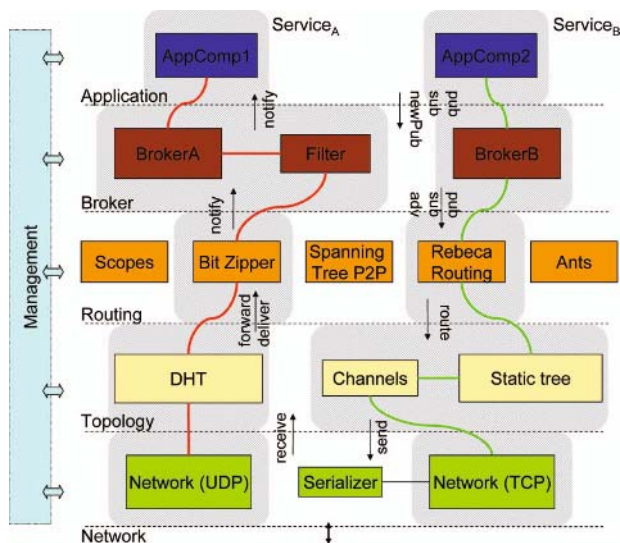 Service_A
Service_B
AppComp1
AppComp2
Application
notify
newPub
sub
pub
BrokerA
Filter
BrokerB
Broker
notify
adv
sub
pub
Scopes
Bit Zipper
Spanning
Tree P2P
Rebeca
Routing
Ants
Management
Routing
forward
deliver
route
DHT
Channels
Static tree
Topology
receive
send
Network (UDP)
Serializer
Network (TCP)
Network